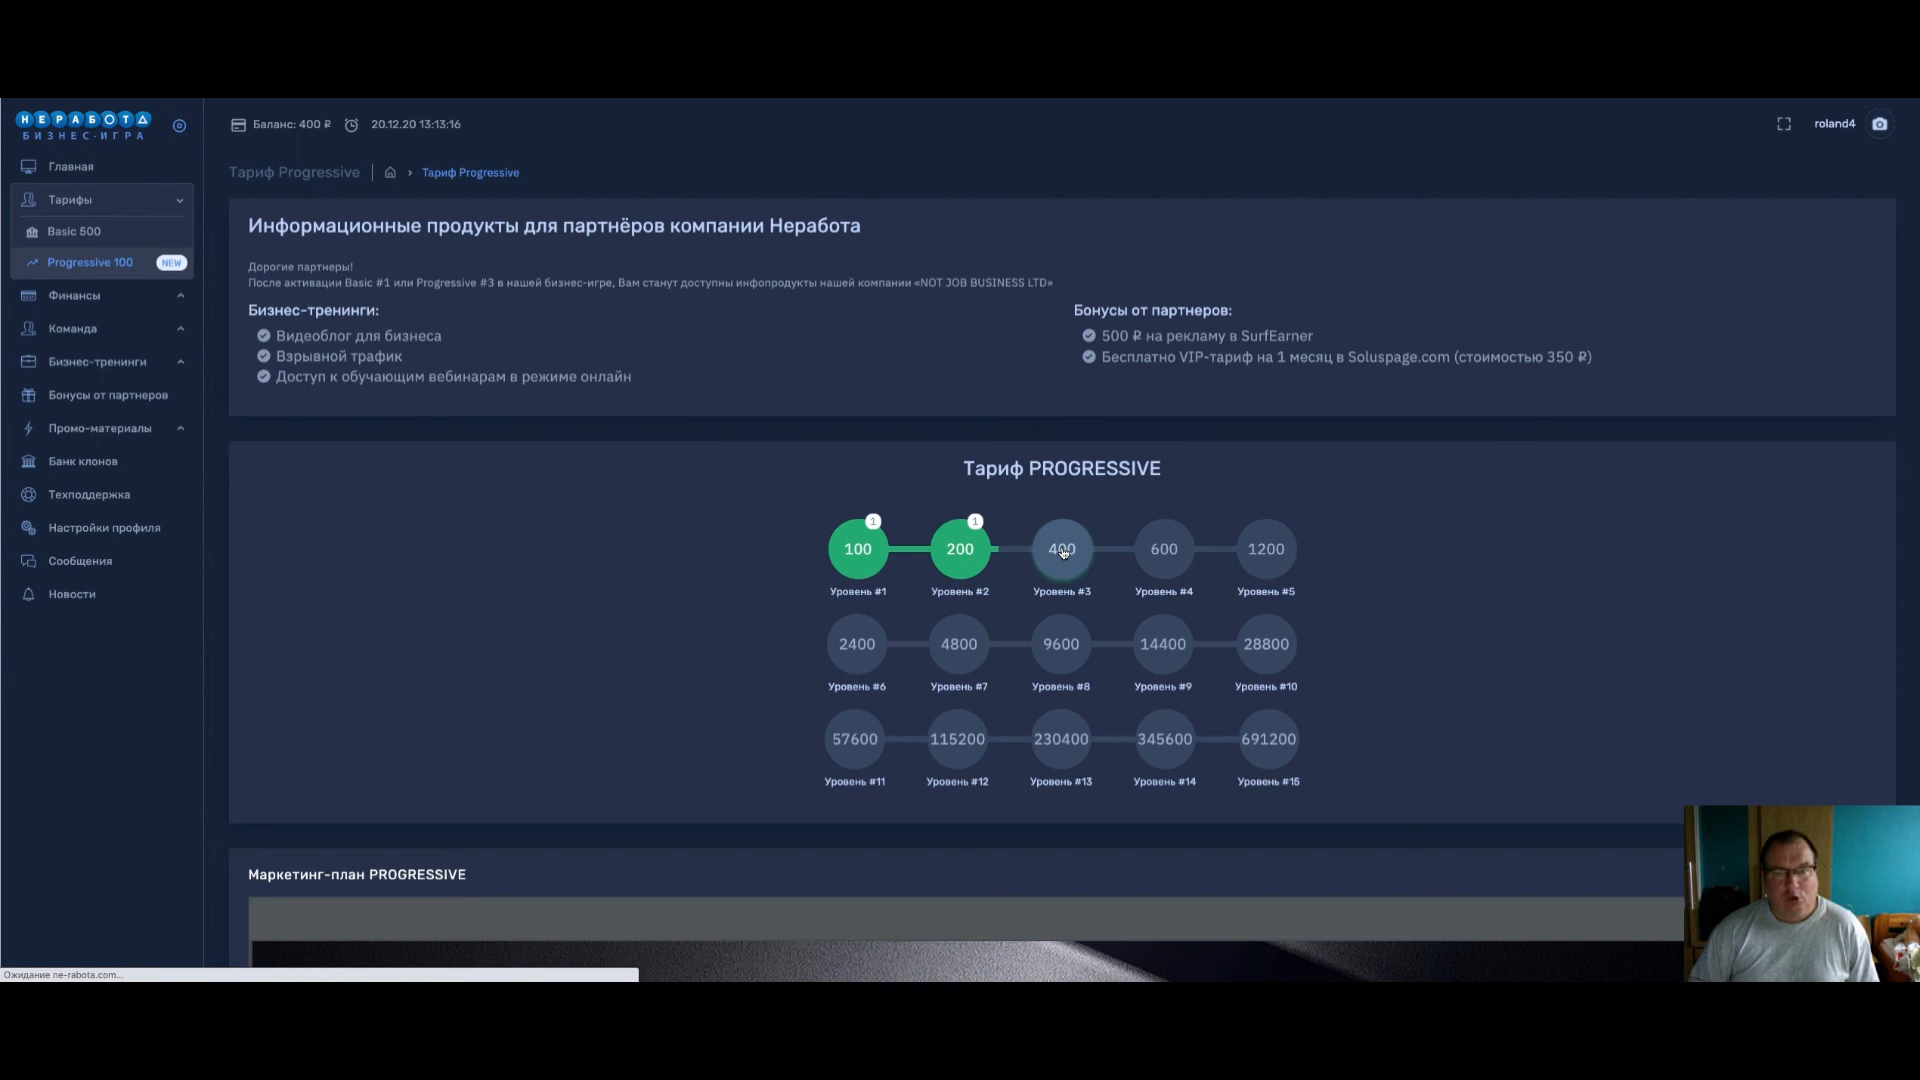 НЕРАБОТА
БИЗНЕС-ИГРА
Баланс: 400 ₽
20.12.20 13:13:16
roland4
Главная
Тарифы
Basic 500
Progressive 100
NEW
Финансы
Команда
Бизнес-тренинги
Бонусы от партнеров
Промо-материалы
Банк клонов
Техподдержка
Настройки профиля
Сообщения
Новости
Тариф Progressive
Тариф Progressive
Информационные продукты для партнёров компании Неработа
Дорогие партнеры!
После активации Basic #1 или Progressive #3 в нашей бизнес-игре, Вам станут доступны инфопродукты нашей компании «NOT JOB BUSINESS LTD»
Бизнес-тренинги:
Видеоблог для бизнеса
Взрывной трафик
Доступ к обучающим вебинарам в режиме онлайн
Бонусы от партнеров:
500 ₽ на рекламу в SurfEarner
Бесплатно VIP-тариф на 1 месяц в Soluspage.com (стоимостью 350 ₽)
Тариф PROGRESSIVE
1 1
100 200 400 600 1200
Уровень #1 Уровень #2 Уровень #3 Уровень #4 Уровень #5
2400 4800 9600 14400 28800
Уровень #6 Уровень #7 Уровень #8 Уровень #9 Уровень #10
57600 115200 230400 345600 691200
Уровень #11 Уровень #12 Уровень #13 Уровень #14 Уровень #15
Маркетинг-план PROGRESSIVE
Ожидание ne-rabota.com...